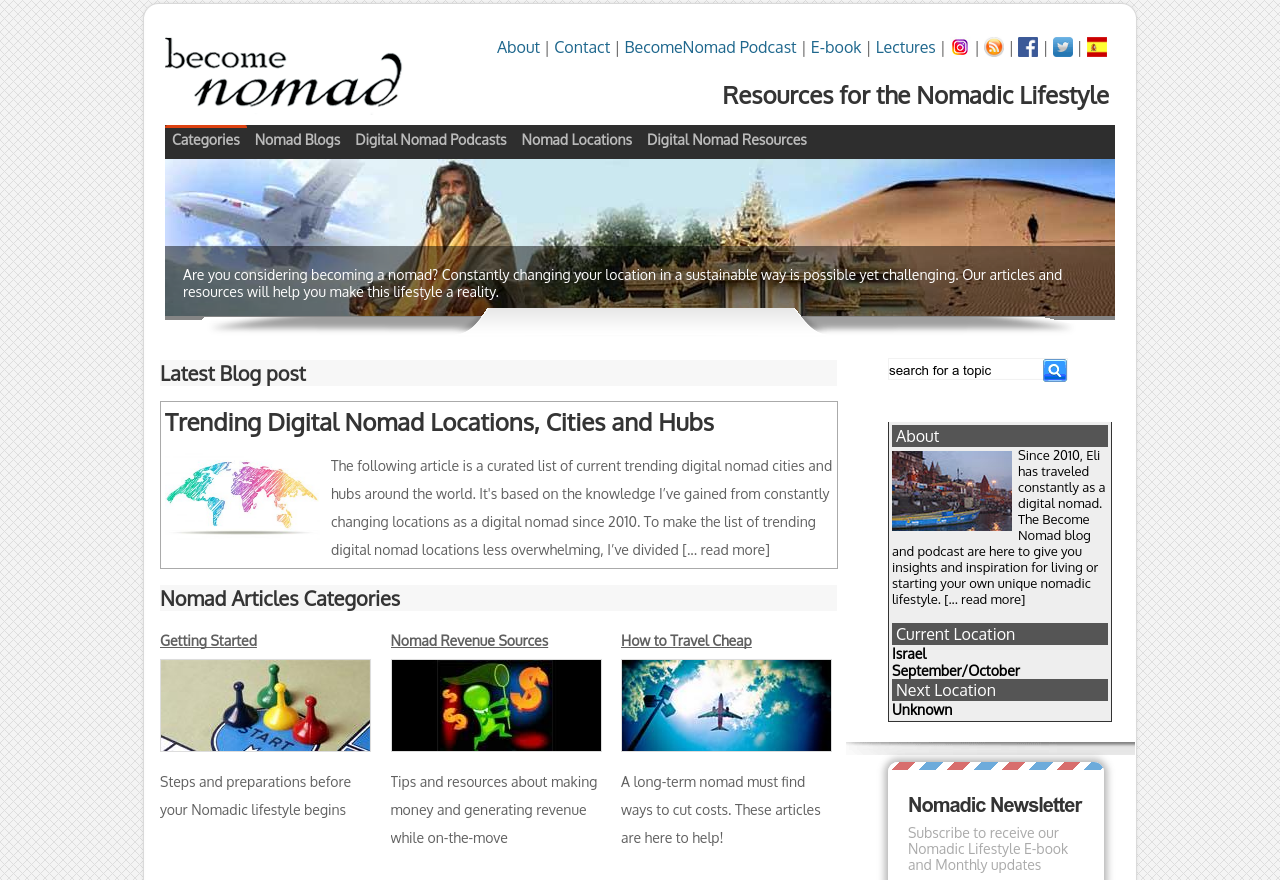 become
nomad
About | Contact | BecomeNomad Podcast | E-book | Lectures | | | | |
Resources for the Nomadic Lifestyle
Categories Nomad Blogs Digital Nomad Podcasts Nomad Locations Digital Nomad Resources
Are you considering becoming a nomad? Constantly changing your location in a sustainable way is possible yet challenging. Our articles and
resources will help you make this lifestyle a reality.
Latest Blog post
Trending Digital Nomad Locations, Cities and Hubs
The following article is a curated list of current trending digital nomad cities and
hubs around the world. It's based on the knowledge I’ve gained from constantly
changing locations as a digital nomad since 2010. To make the list of trending
digital nomad locations less overwhelming, I’ve divided [... read more]
Nomad Articles Categories
Getting Started
START
Steps and preparations before
your Nomadic lifestyle begins
Nomad Revenue Sources
Tips and resources about making
money and generating revenue
while on-the-move
How to Travel Cheap
A long-term nomad must find
ways to cut costs. These articles
are here to help!
search for a topic
About
Since 2010, Eli
has traveled
constantly as a
digital nomad.
The Become
Nomad blog
and podcast are here to give you
insights and inspiration for living or
starting your own unique nomadic
lifestyle. [... read more]
Current Location
Israel
September/October
Next Location
Unknown
Nomadic Newsletter
Subscribe to receive our
Nomadic Lifestyle E-book
and Monthly updates